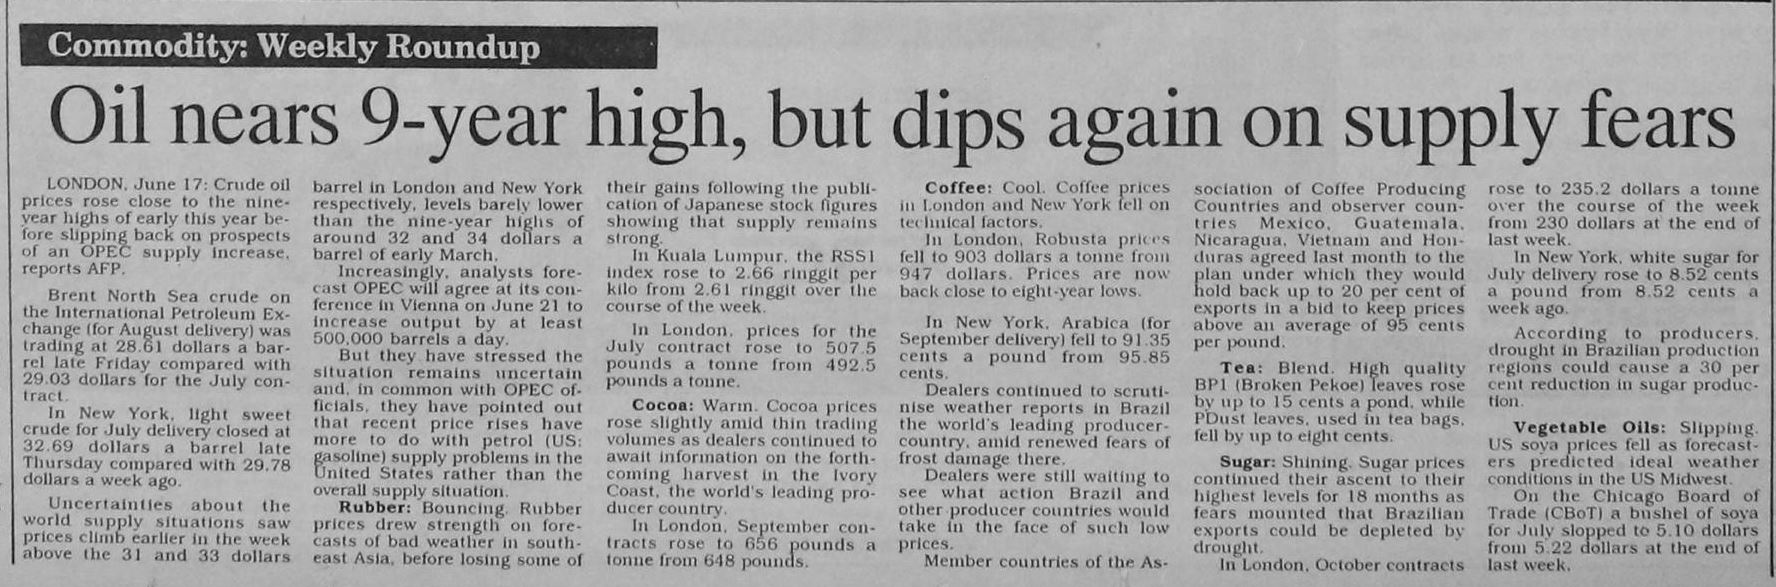 Commodity: Weekly Roundup
Oil nears 9-year high, but dips again on supply fears
LONDON, June 17: Crude oil
prices rose close to the nine-
year highs of early this year be-
fore slipping back on prospects
of an OPEC supply increase,
reports AFP.
Brent North Sea crude on
the International Petroleum Ex-
change (for August delivery) was
trading at 28.61 dollars a bar-
rel late Friday compared with
29.03 dollars for the July con-
tract.
In New York, light sweet
crude for July delivery closed at
32.69 dollars a barrel late
Thursday compared with 29.78
dollars a week ago.
Uncertainties about the
world supply situations saw
prices climb earlier in the week
above the 31 and 33 dollars
barrel in London and New York
respectively, levels barely lower
than the nine-year highs of
around 32 and 34 dollars a
barrel of early March.
Increasingly, analysts fore-
cast OPEC will agree at its con-
ference in Vienna on June 21 to
increase output by at least
500,000 barrels a day.
But they have stressed the
situation remains uncertain
and, in common with OPEC of-
ficials, they have pointed out
that recent price rises have
more to do with petrol (US:
gasoline) supply problems in the
United States rather than the
overall supply situation.
Rubber: Bouncing. Rubber
prices drew strength on fore-
casts of bad weather in south-
east Asia, before losing some of
their gains following the publi-
cation of Japanese stock figures
showing that supply remains
strong.
In Kuala Lumpur, the RSS1
index rose to 2.66 ringgit per
kilo from 2.61 ringgit over the
course of the week.
In London, prices for the
July contract rose to 507.5
pounds a tonne from 492.5
pounds a tonne.
Cocoa: Warm. Cocoa prices
rose slightly amid thin trading
volumes as dealers continued to
await information on the forth-
coming harvest in the Ivory
Coast, the world's leading pro-
ducer country.
In London, September con-
tracts rose to 656 pounds a
tonne from 648 pounds.
Coffee: Cool. Coffee prices
in London and New York fell on
technical factors.
In London, Robusta prices
fell to 903 dollars a tonne from
947 dollars. Prices are now
back close to eight-year lows.
In New York, Arabica (for
September delivery) fell to 91.35
cents a pound from 95.85
cents.
Dealers continued to scruti-
nise weather reports in Brazil
the world's leading producer-
country, amid renewed fears of
frost damage there.
Dealers were still waiting to
see what action Brazil and
other producer countries would
take in the face of such low
prices.
Member countries of the As-
sociation of Coffee Producing
Countries and observer coun-
tries Mexico, Guatemala,
Nicaragua, Vietnam and Hon-
duras agreed last month to the
plan under which they would
hold back up to 20 per cent of
exports in a bid to keep prices
above an average of 95 cents
per pound.
Tea: Blend. High quality
BP1 (Broken Pekoe) leaves rose
by up to 15 cents a pond, while
PDust leaves, used in tea bags,
fell by up to eight cents.
Sugar: Shining. Sugar prices
continued their ascent to their
highest levels for 18 months as
fears mounted that Brazilian
exports could be depleted by
drought.
In London, October contracts
rose to 235.2 dollars a tonne
over the course of the week
from 230 dollars at the end of
last week.
In New York, white sugar for
July delivery rose to 8.52 cents
a pound from 8.52 cents a
week ago.
According to producers,
drought in Brazilian production
regions could cause a 30 per
cent reduction in sugar produc-
tion.
Vegetable Oils: Slipping.
US soya prices fell as forecast-
ers predicted ideal weather
conditions in the US Midwest.
On the Chicago Board of
Trade (CBoT) a bushel of soya
for July slopped to 5.10 dollars
from 5.22 dollars at the end of
last week.